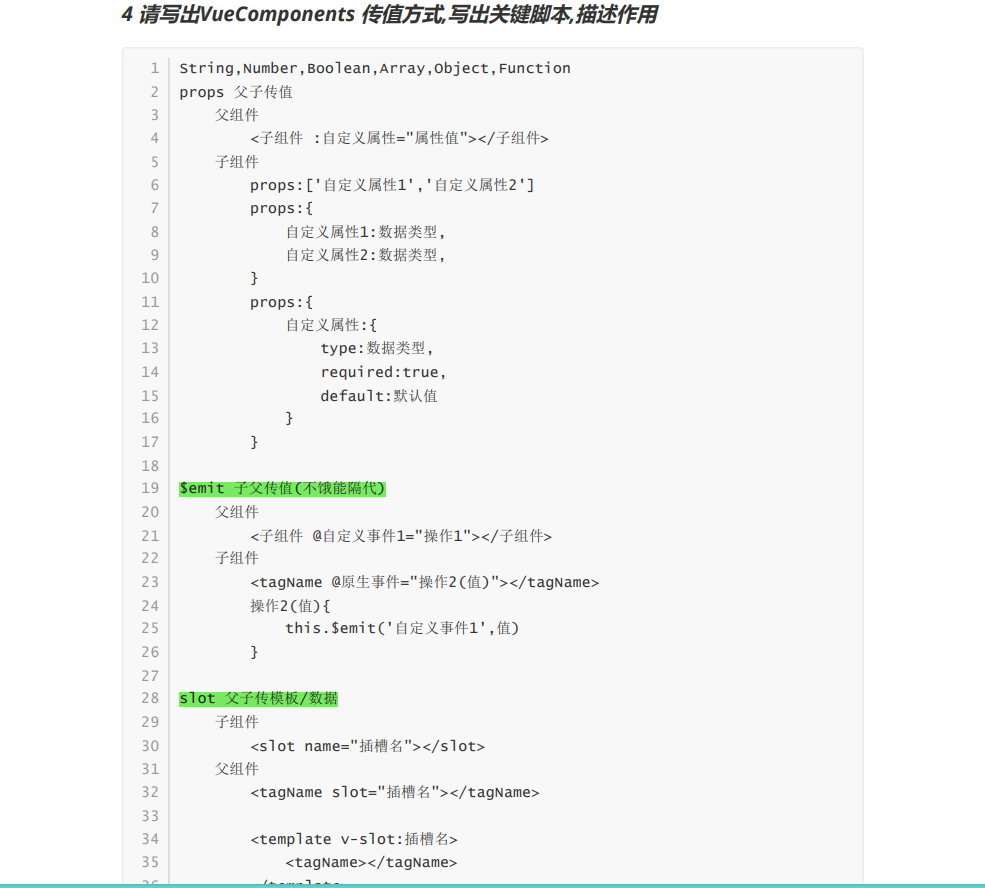 4 请写出VueComponents 传值方式,写出关键脚本,描述作用
1 String,Number,Boolean,Array,Object,Function
2 props 父子传值
3 父组件
4 <子组件 :自定义属性="属性值"></子组件>
5 子组件
6 props:['自定义属性1','自定义属性2']
7 props:{
8 自定义属性1:数据类型,
9 自定义属性2:数据类型,
10 }
11 props:{
12 自定义属性:{
13 type:数据类型,
14 required:true,
15 default:默认值
16 }
17 }
18
19 $emit 子父传值(不饿能隔代)
20 父组件
21 <子组件 @自定义事件1="操作1"></子组件>
22 子组件
23 <tagName @原生事件="操作2(值)"></tagName>
24 操作2(值){
25 this.$emit('自定义事件1',值)
26 }
27
28 slot 父子传模板/数据
29 子组件
30 <slot name="插槽名"></slot>
31 父组件
32 <tagName slot="插槽名"></tagName>
33
34 <template v-slot:插槽名>
35 <tagName></tagName>